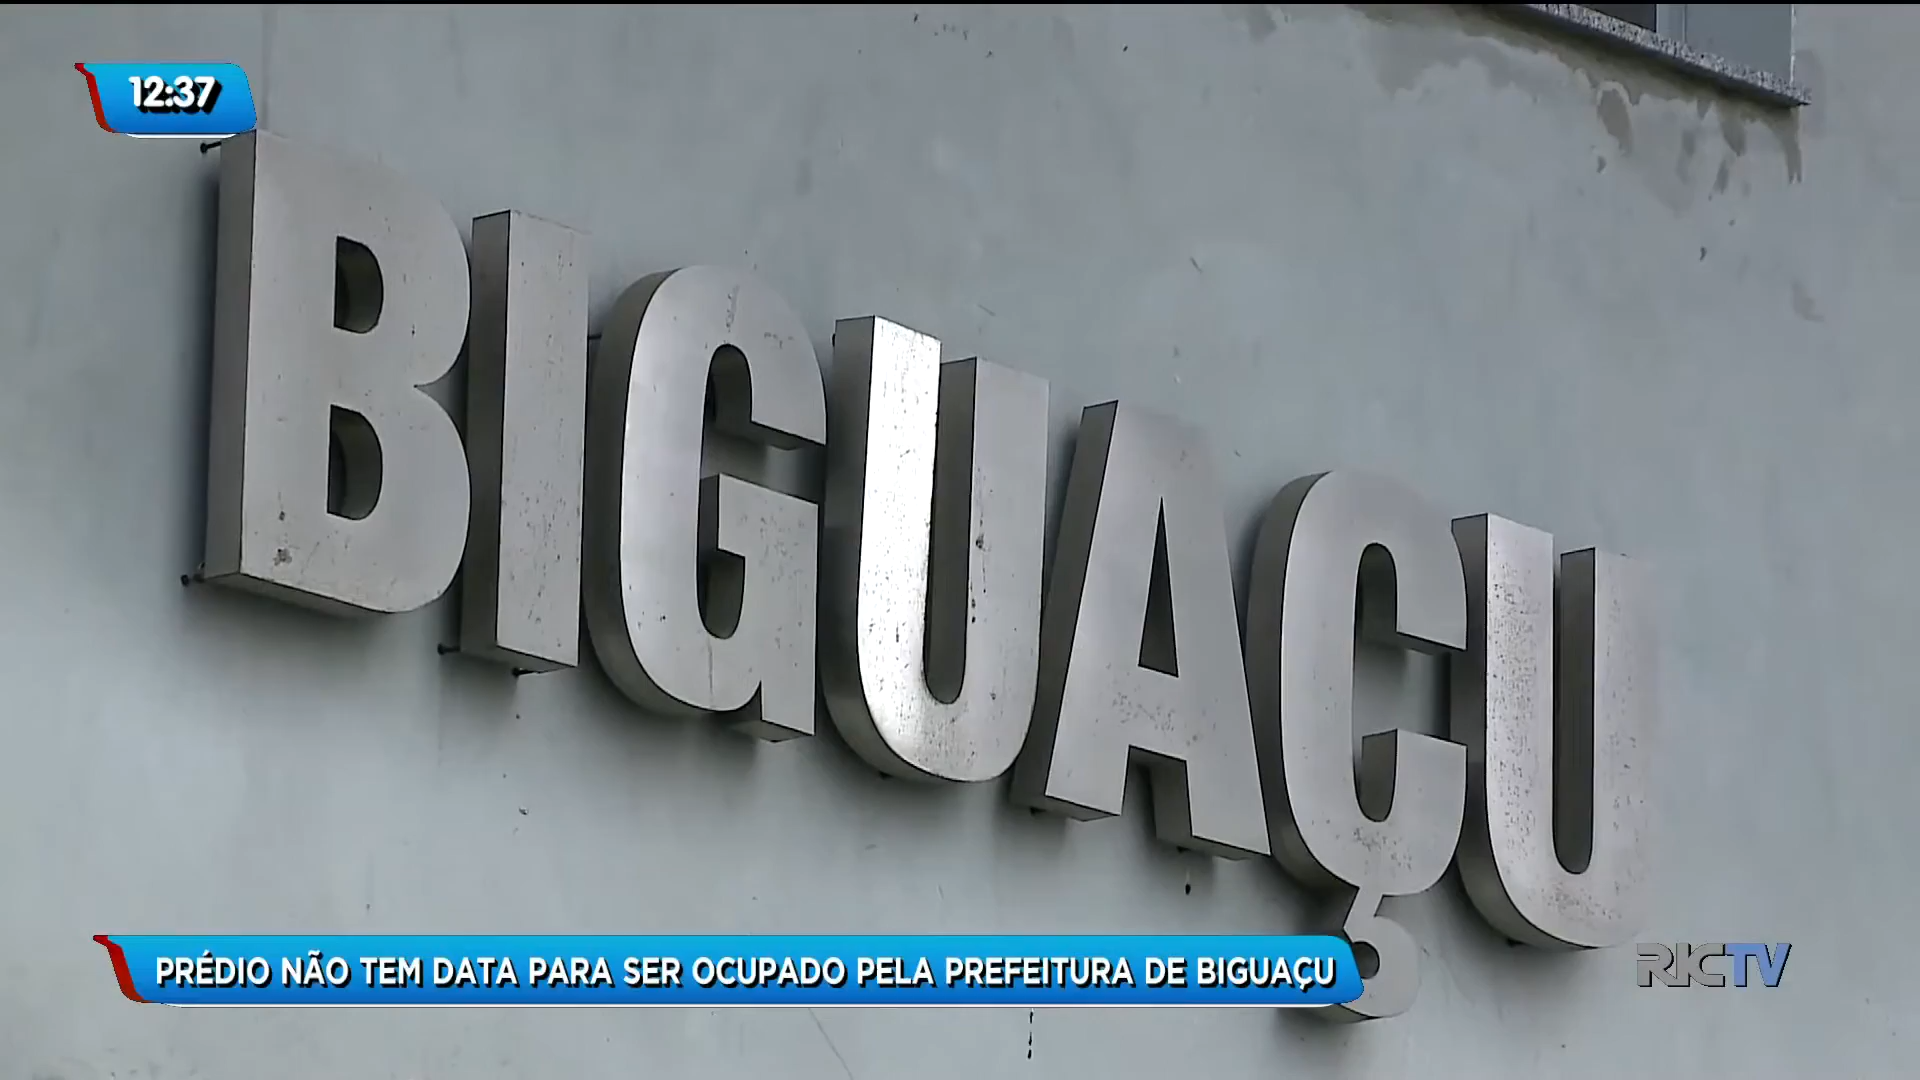 12:37
BIGUAÇU
PRÉDIO NÃO TEM DATA PARA SER OCUPADO PELA PREFEITURA DE BIGUAÇU
RICTV